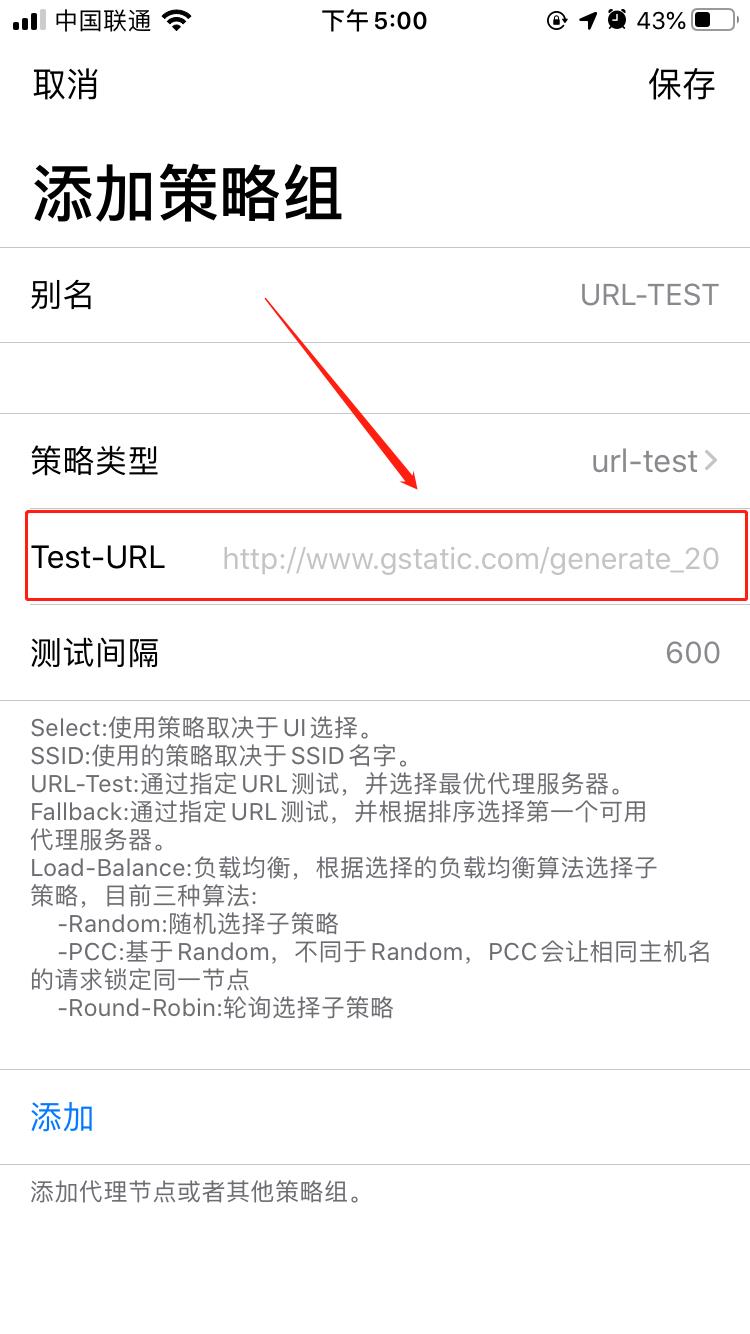 中国联通 下午5:00 43%
取消 保存
添加策略组
别名 URL-TEST
策略类型 url-test
Test-URL http://www.gstatic.com/generate_20
测试间隔 600
Select:使用策略取决于UI选择。
SSID:使用的策略取决于SSID名字。
URL-Test:通过指定URL测试，并选择最优代理服务器。
Fallback:通过指定URL测试，并根据排序选择第一个可用
代理服务器。
Load-Balance:负载均衡，根据选择的负载均衡算法选择子
策略，目前三种算法:
-Random:随机选择子策略
-PCC:基于Random，不同于Random，PCC会让相同主机名
的请求锁定同一节点
-Round-Robin:轮询选择子策略
添加
添加代理节点或者其他策略组。